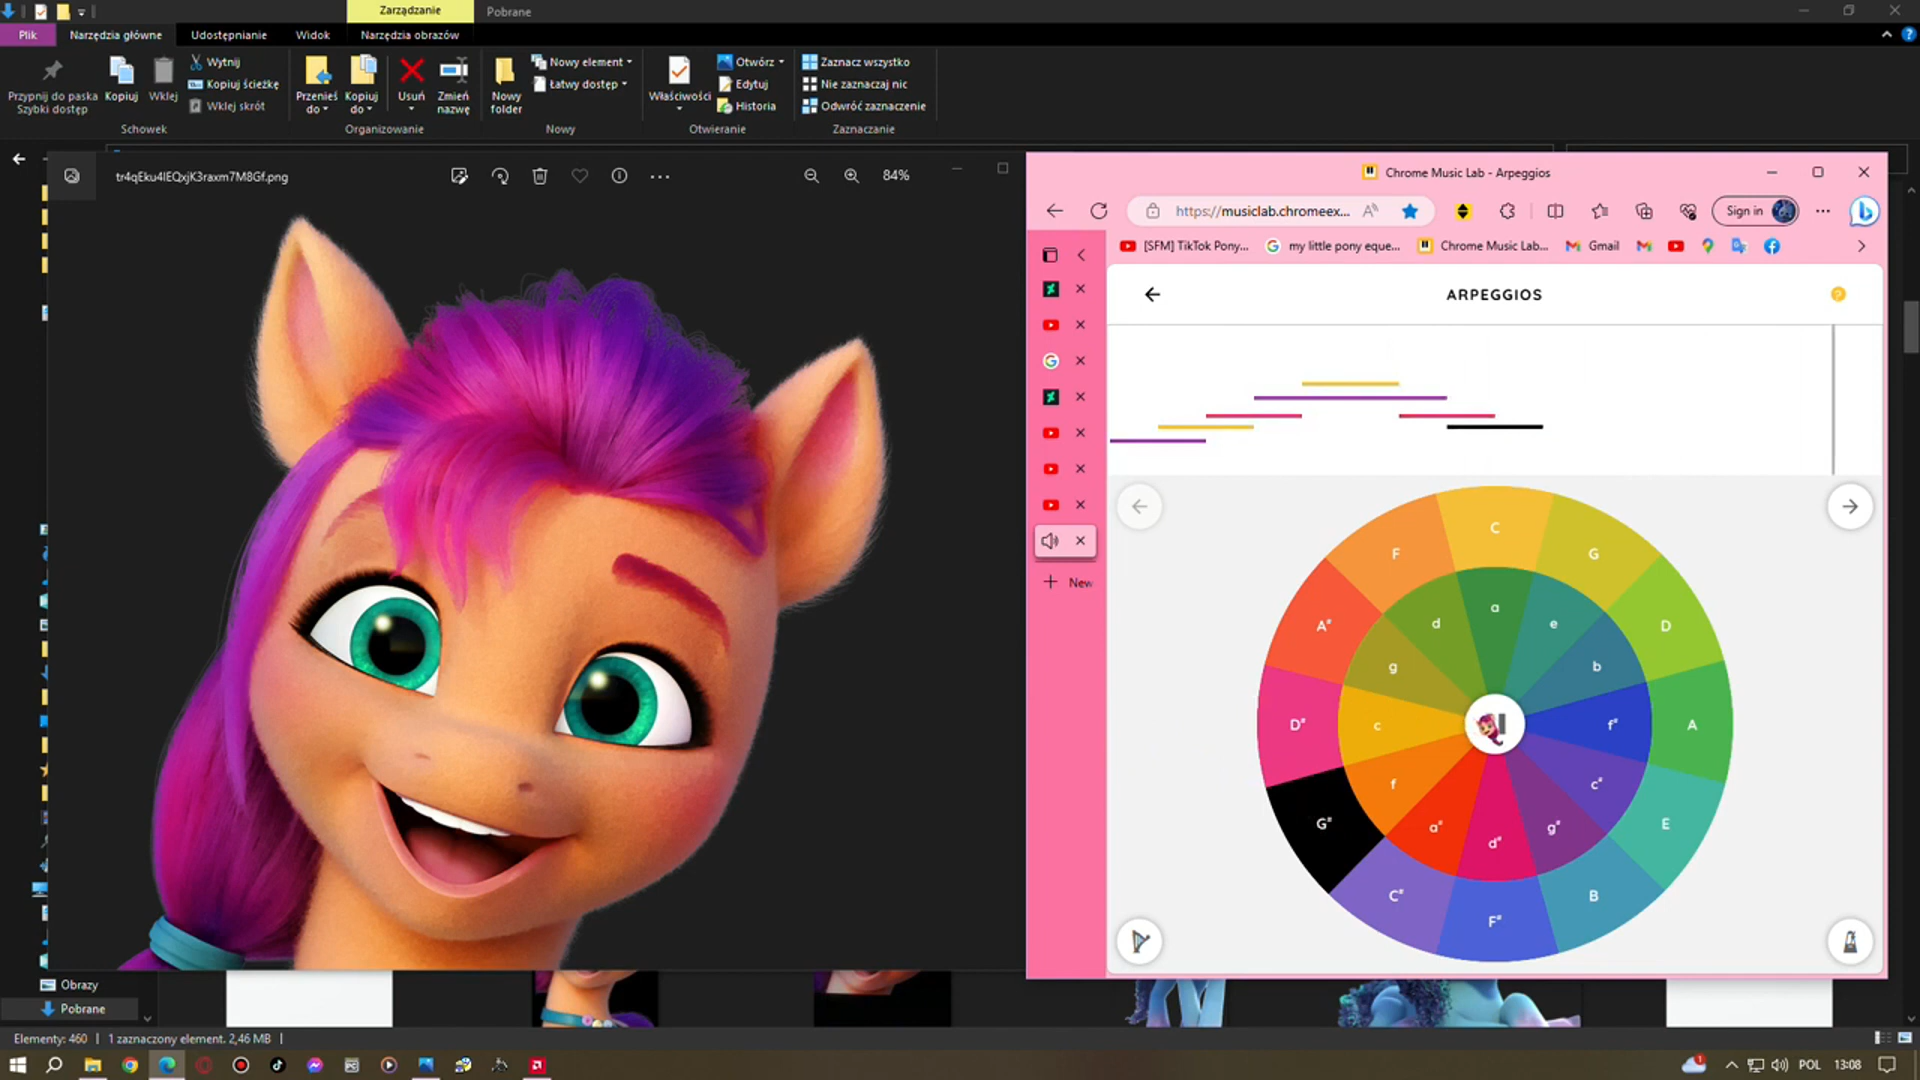 Zarządzanie
Pobrane
Plik
Narzędzia główne
Udostępnianie
Widok
Narzędzia obrazów
Przypnij do paska
Szybki dostęp
Kopiuj
Wklej
Wytnij
Kopiuj ścieżkę
Wklej skrót
Schowek
Przenieś
do
Kopiuj
do
Usuń
Zmień
nazwę
Organizowanie
Nowy
folder
Nowy element
Łatwy dostęp
Nowy
Właściwości
Otwórz
Edytuj
Historia
Otwieranie
Zaznacz wszystko
Nie zaznaczaj nic
Odwróć zaznaczenie
Zaznaczanie
84%
Chrome Music Lab - Arpeggios
https://musiclab.chromeex...
Sign in
[SFM] TikTok Pony...
my little pony eque...
Chrome Music Lab...
Gmail
New
ARPEGGIOS
?
C
F
G
A#
D
D#
A
G#
E
C#
B
F#
a
d
e
g
b
c
f#
f
c#
a#
g#
d#
Obrazy
Pobrane
Elementy: 460
1 zaznaczony element. 2,46 MB
1
POL
13:08